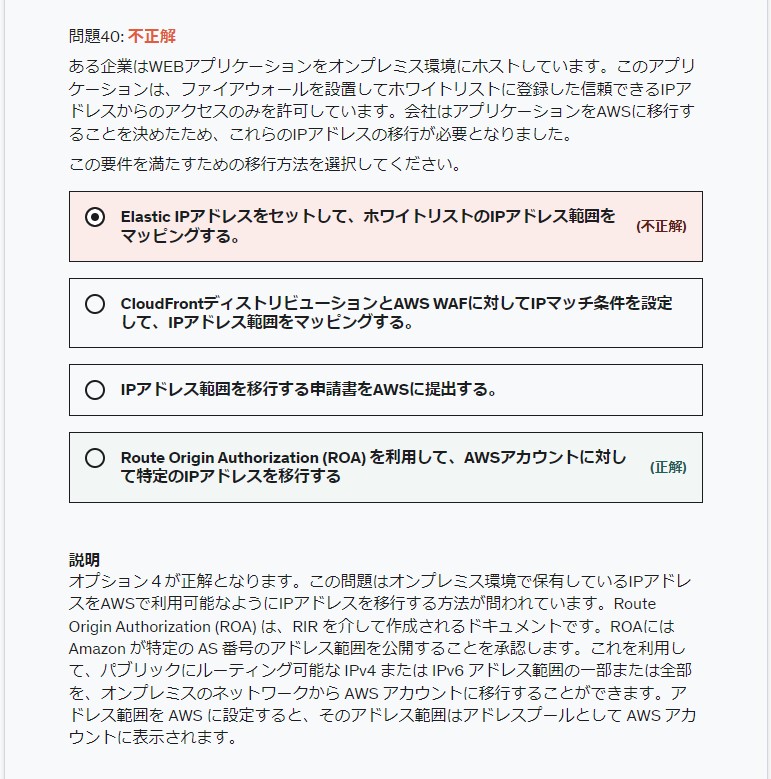 問題40: 不正解
ある企業はWEBアプリケーションをオンプレミス環境にホストしています。このアプリ
ケーションは、ファイアウォールを設置してホワイトリストに登録した信頼できるIPア
ドレスからのアクセスのみを許可しています。会社はアプリケーションをAWSに移行す
ることを決めたため、これらのIPアドレスの移行が必要となりました。
この要件を満たすための移行方法を選択してください。
Elastic IPアドレスをセットして、ホワイトリストのIPアドレス範囲を
マッピングする。
(不正解)
CloudFrontディストリビューションとAWS WAFに対してIPマッチ条件を設定
して、IPアドレス範囲をマッピングする。
IPアドレス範囲を移行する申請書をAWSに提出する。
Route Origin Authorization (ROA) を利用して、AWSアカウントに対し
て特定のIPアドレスを移行する
(正解)
説明
オプション４が正解となります。この問題はオンプレミス環境で保有しているIPアドレ
スをAWSで利用可能なようにIPアドレスを移行する方法が問われています。Route
Origin Authorization (ROA) は、RIR を介して作成されるドキュメントです。ROAには
Amazon が特定の AS 番号のアドレス範囲を公開することを承認します。これを利用し
て、パブリックにルーティング可能な IPv4 または IPv6 アドレス範囲の一部または全部
を、オンプレミスのネットワークから AWS アカウントに移行することができます。ア
ドレス範囲を AWS に設定すると、そのアドレス範囲はアドレスプールとして AWS アカ
ウントに表示されます。